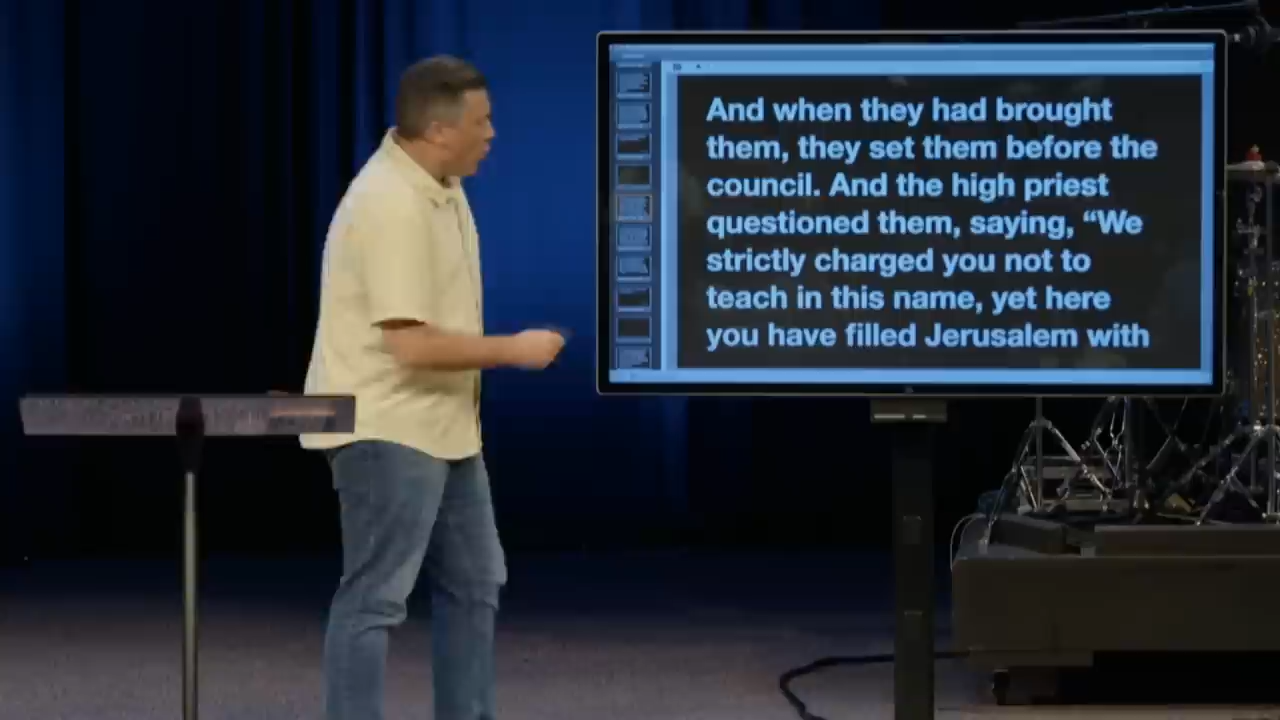 And when they had brought
them, they set them before the
council. And the high priest
questioned them, saying, “We
strictly charged you not to
teach in this name, yet here
you have filled Jerusalem with